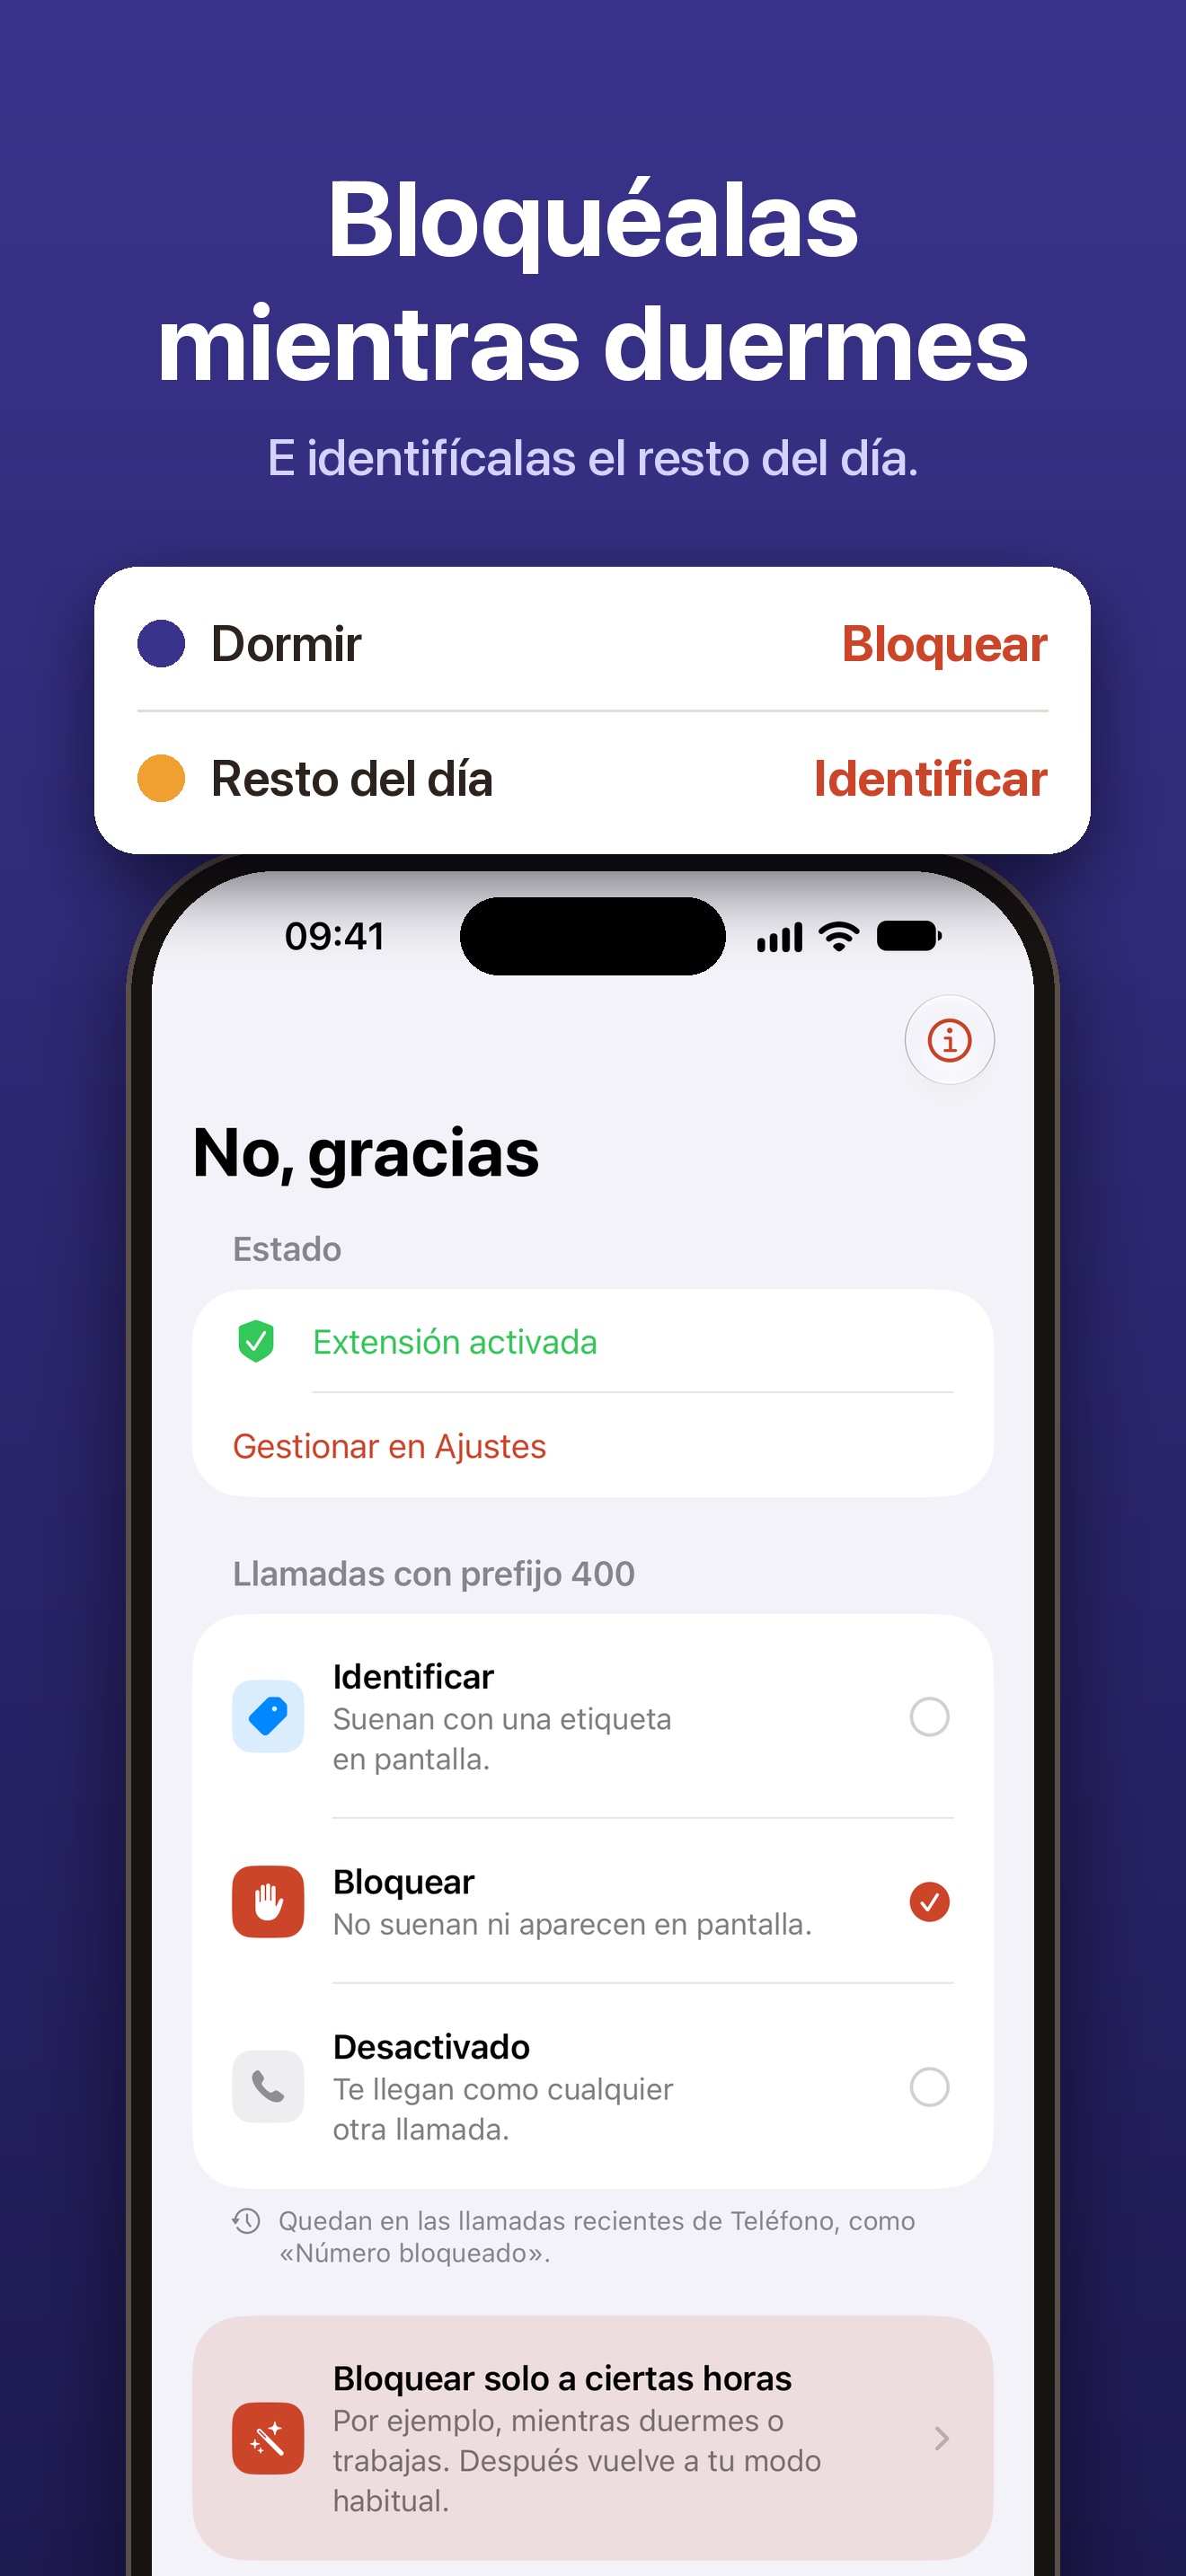 Bloquéalas
mientras duermes
E identifícalas el resto del día.
Dormir
Bloquear
Resto del día
Identificar
09:41
No, gracias
Estado
Extensión activada
Gestionar en Ajustes
Llamadas con prefijo 400
Identificar
Suenan con una etiqueta
en pantalla.
Bloquear
No suenan ni aparecen en pantalla.
Desactivado
Te llegan como cualquier
otra llamada.
Quedan en las llamadas recientes de Teléfono, como
«Número bloqueado».
Bloquear solo a ciertas horas
Por ejemplo, mientras duermes o
trabajas. Después vuelve a tu modo
habitual.